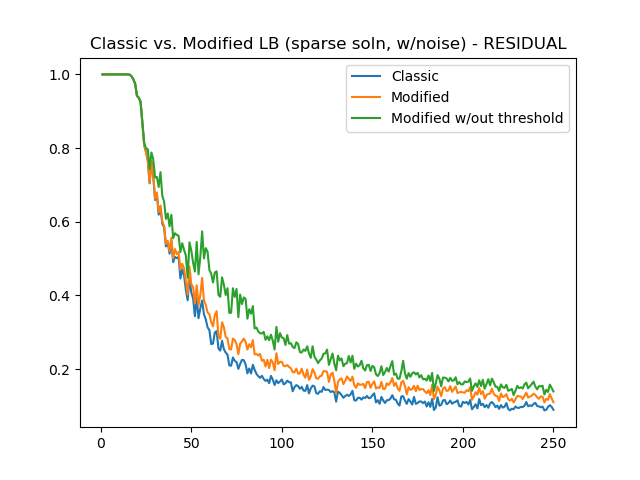 Classic vs. Modified LB (sparse soln, w/noise) - RESIDUAL
Classic
Modified
Modified w/out threshold
1.0
0.8
0.6
0.4
0.2
0 50 100 150 200 250